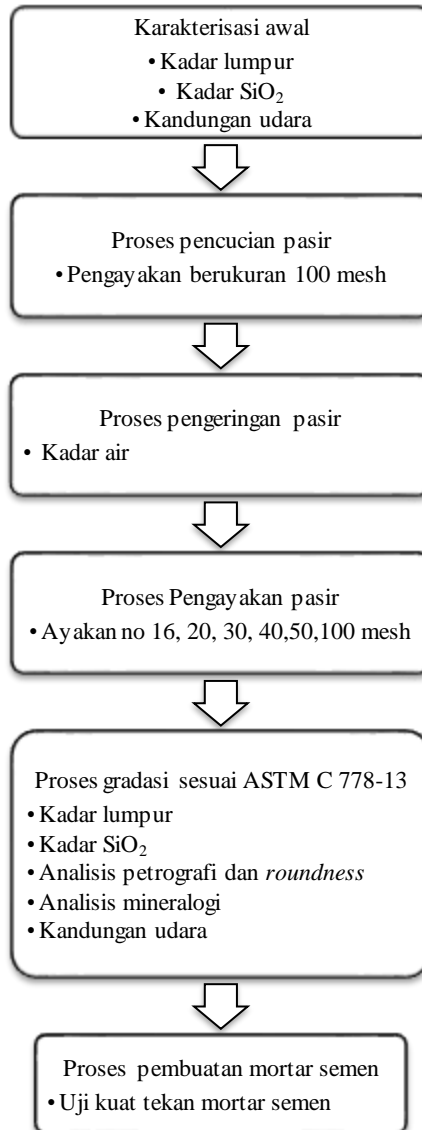 Karakterisasi awal
• Kadar lumpur
• Kadar SiO₂
• Kandungan udara
Proses pencucian pasir
• Pengayakan berukuran 100 mesh
Proses pengeringan pasir
• Kadar air
Proses Pengayakan pasir
• Ayakan no 16, 20, 30, 40,50,100 mesh
Proses gradasi sesuai ASTM C 778-13
• Kadar lumpur
• Kadar SiO₂
• Analisis petrografi dan roundness
• Analisis mineralogi
• Kandungan udara
Proses pembuatan mortar semen
• Uji kuat tekan mortar semen